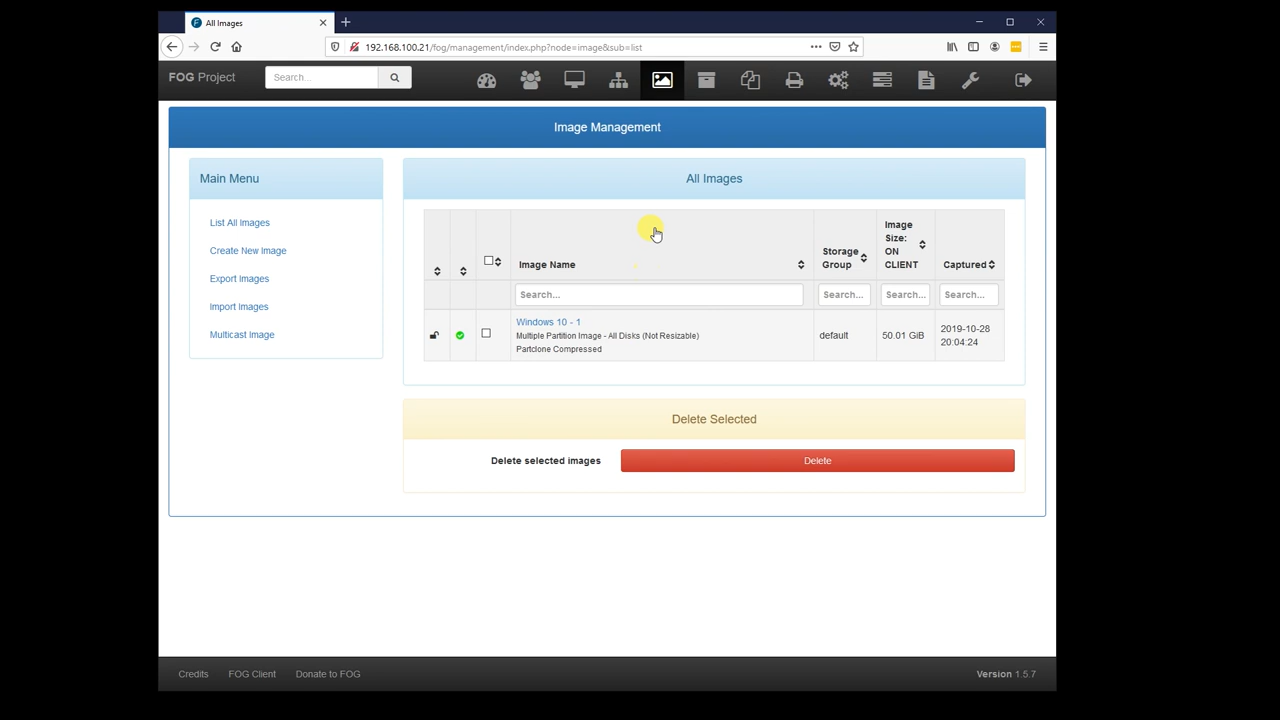 All Images
192.168.100.21/fog/management/index.php?node=image&sub=list
FOG Project
Search...
Image Management
Main Menu
List All Images
Create New Image
Export Images
Import Images
Multicast Image
All Images
Image Name
Storage
Group
Image
Size:
ON
CLIENT
Captured
Search...
Search...
Search...
Search...
Windows 10 - 1
Multiple Partition Image - All Disks (Not Resizable)
Partclone Compressed
default
50.01 GiB
2019-10-28
20:04:24
Delete Selected
Delete selected images
Delete
Credits
FOG Client
Donate to FOG
Version 1.5.7